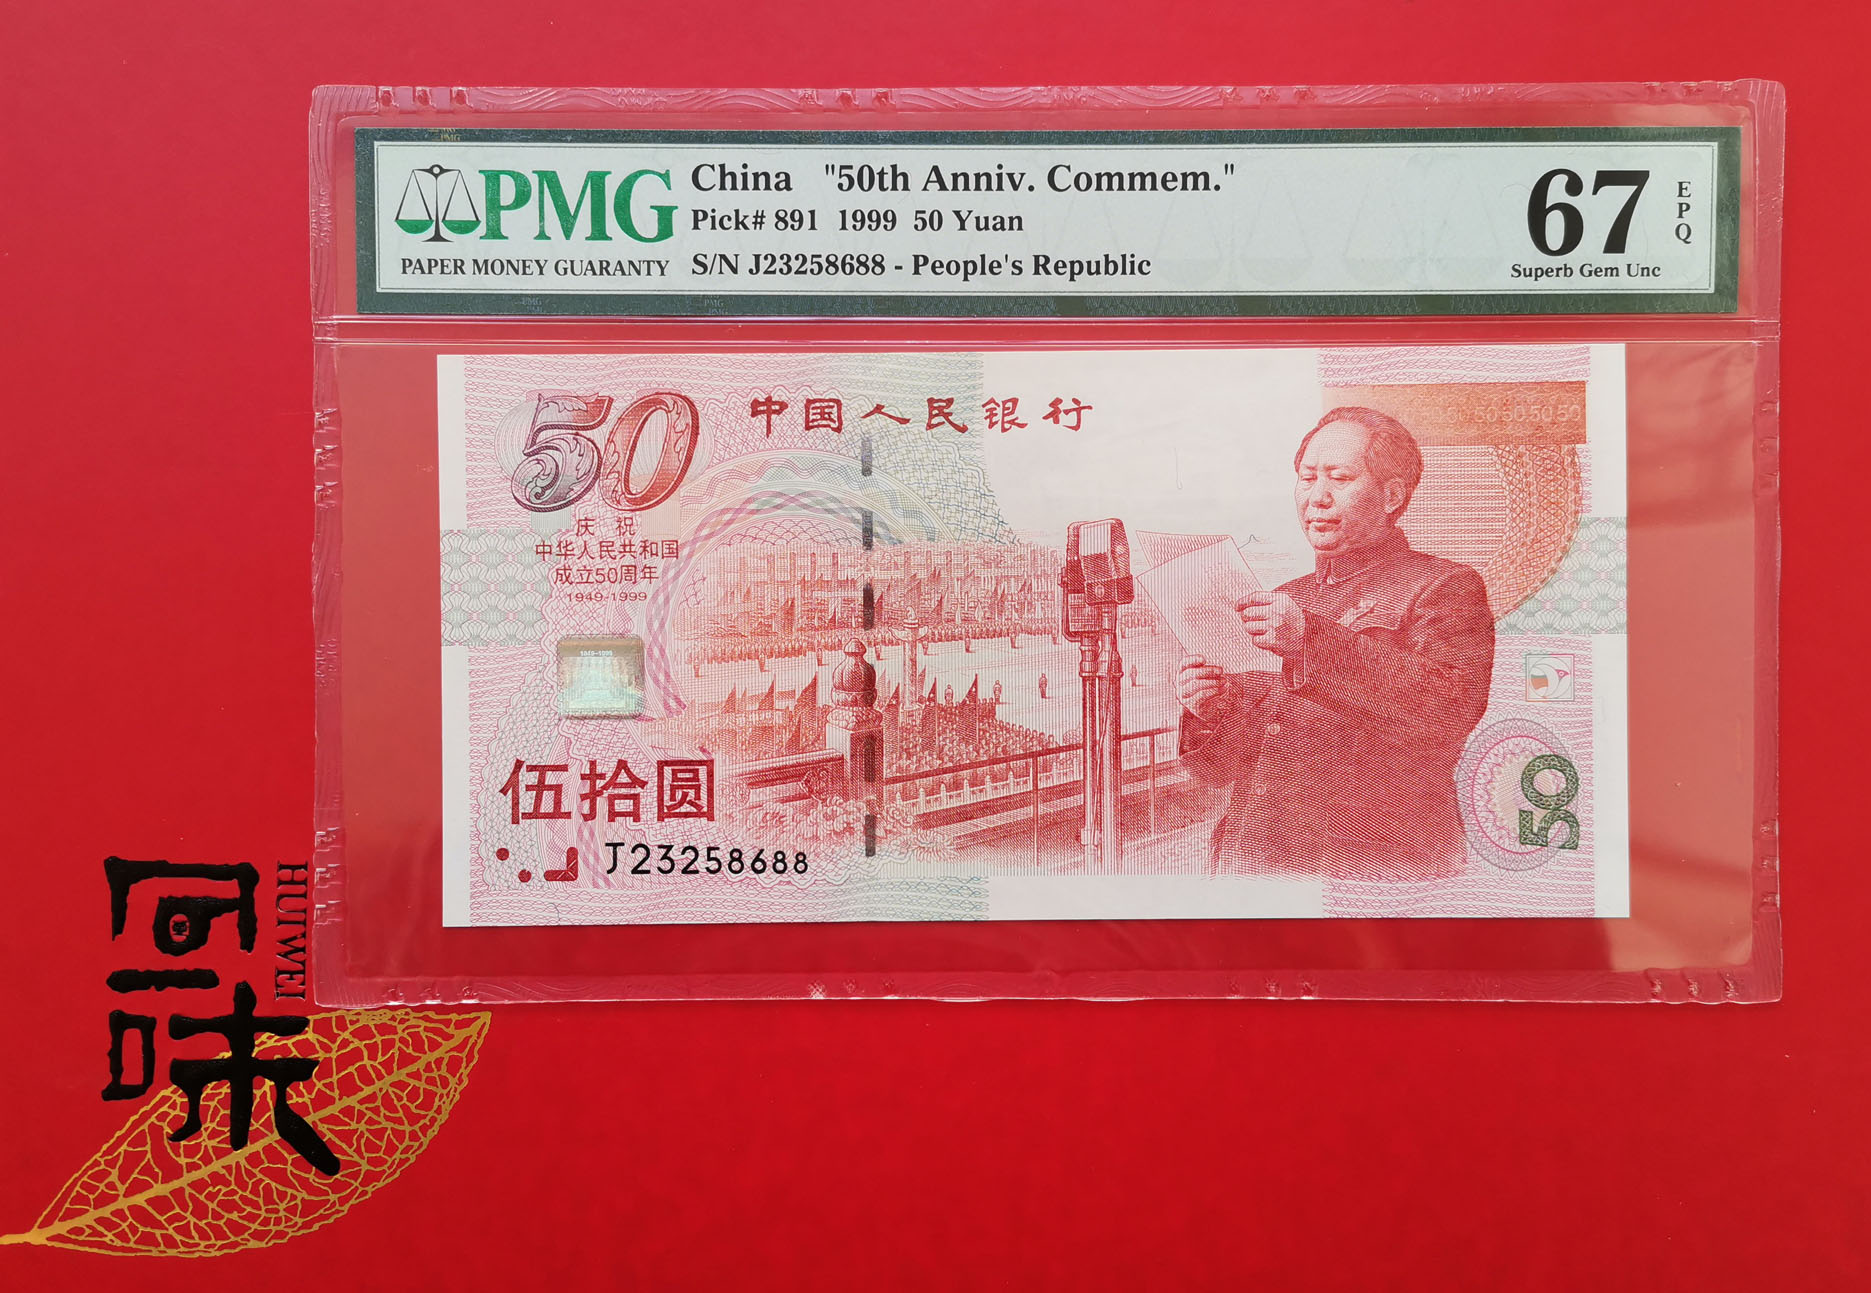 PMG
PAPER MONEY GUARANTY
China "50th Anniv. Commem."
Pick# 891 1999 50 Yuan
S/N J23258688 - People's Republic
67
EPQ
Superb Gem Unc
50
中国人民银行
庆祝
中华人民共和国
成立50周年
1949-1999
1949-1999
伍拾圆
J23258688
50
回味
HUIWEI